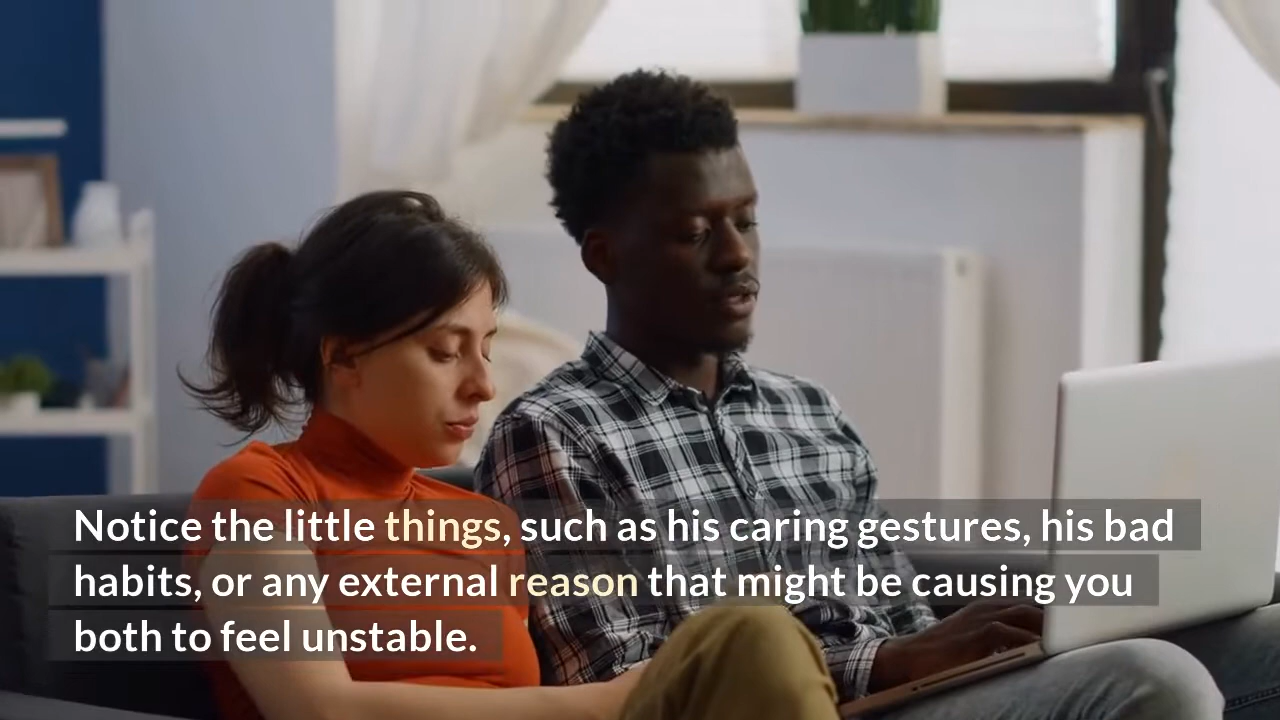 Notice the little things, such as his caring gestures, his bad
habits, or any external reason that might be causing you
both to feel unstable.